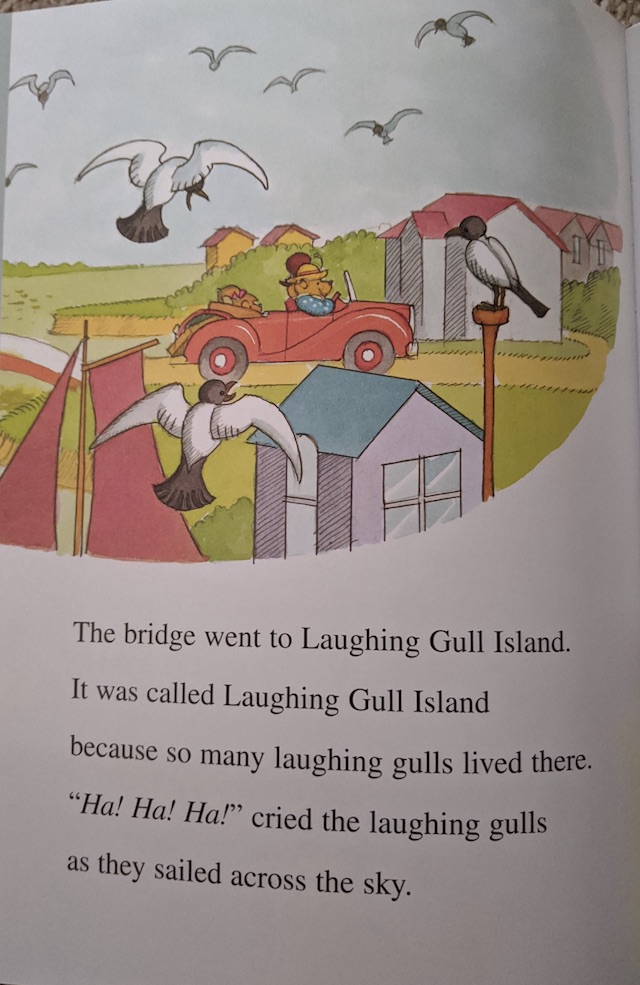 The bridge went to Laughing Gull Island.
It was called Laughing Gull Island
because so many laughing gulls lived there.
“Ha! Ha! Ha!” cried the laughing gulls
as they sailed across the sky.